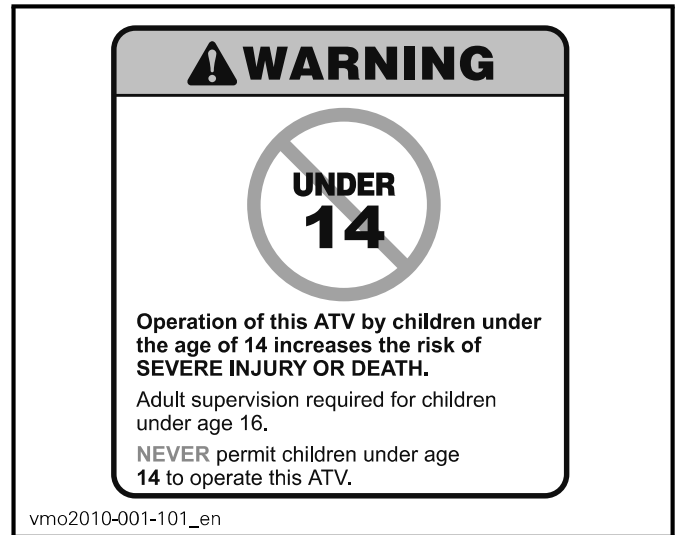 WARNING
UNDER
14
Operation of this ATV by children under
the age of 14 increases the risk of
SEVERE INJURY OR DEATH.
Adult supervision required for children
under age 16.
NEVER permit children under age
14 to operate this ATV.
vmo2010-001-101_en